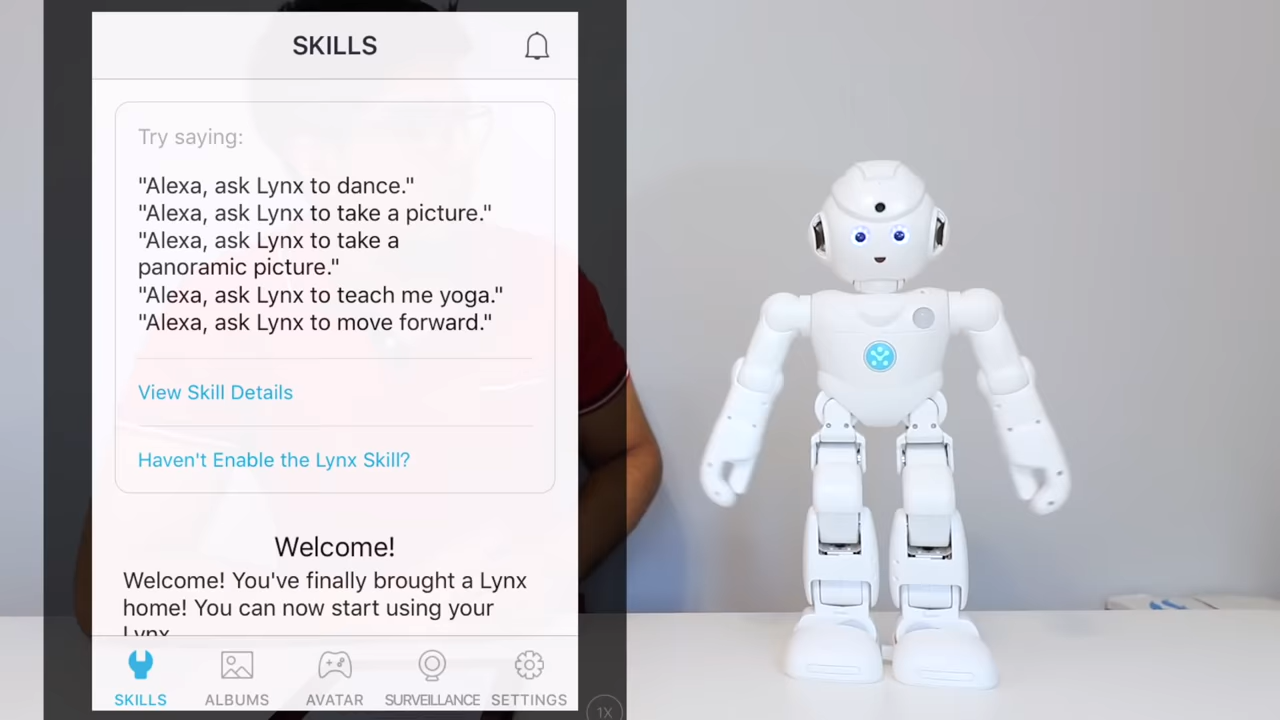 SKILLS
Try saying:
"Alexa, ask Lynx to dance."
"Alexa, ask Lynx to take a picture."
"Alexa, ask Lynx to take a
panoramic picture."
"Alexa, ask Lynx to teach me yoga."
"Alexa, ask Lynx to move forward."
View Skill Details
Haven't Enable the Lynx Skill?
Welcome!
Welcome! You've finally brought a Lynx
home! You can now start using your
Lynx
SKILLS ALBUMS AVATAR SURVEILLANCE SETTINGS
1X